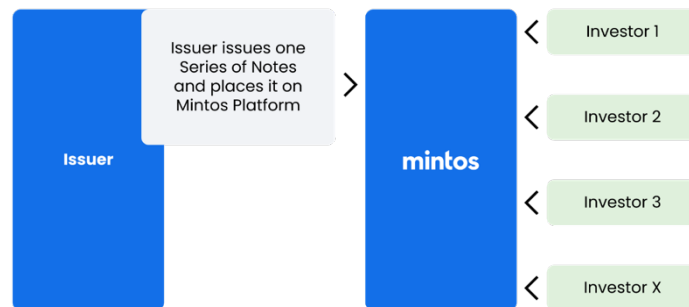 Issuer
Issuer issues one
Series of Notes
and places it on
Mintos Platform
mintos
Investor 1
Investor 2
Investor 3
Investor X